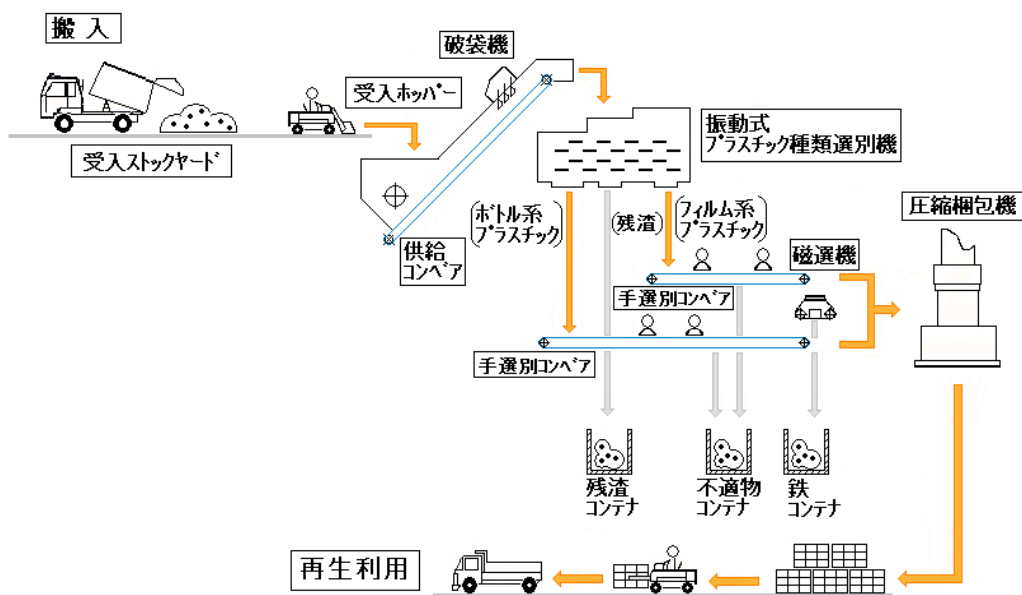 搬入
破袋機
受入ホッパー
受入ストックヤード
振動式
プラスチック種類選別機
供給
コンベア
(ボトル系
プラスチック)
(残渣)
(フィルム系
プラスチック)
圧縮梱包機
磁選機
手選別コンベア
手選別コンベア
残渣
コンテナ
不適物
コンテナ
鉄
コンテナ
再生利用